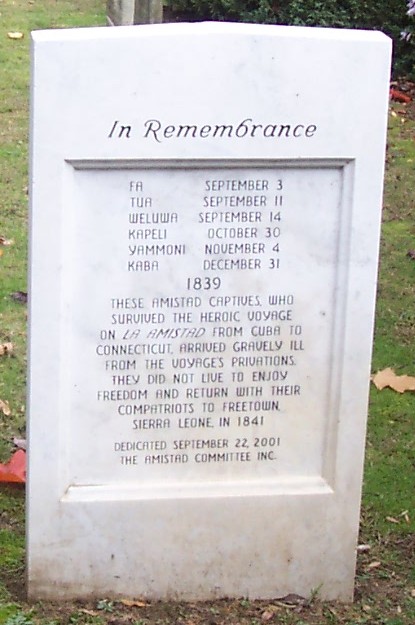 In Remembrance
FA SEPTEMBER 3
TUA SEPTEMBER 11
WELUWA SEPTEMBER 14
KAPELI OCTOBER 30
YAMMONI NOVEMBER 4
KABA DECEMBER 31
1839
THESE AMISTAD CAPTIVES, WHO
SURVIVED THE HEROIC VOYAGE
ON LA AMISTAD FROM CUBA TO
CONNECTICUT, ARRIVED GRAVELY ILL
FROM THE VOYAGE'S PRIVATIONS.
THEY DID NOT LIVE TO ENJOY
FREEDOM AND RETURN WITH THEIR
COMPATRIOTS TO FREETOWN,
SIERRA LEONE, IN 1841
DEDICATED SEPTEMBER 22, 2001
THE AMISTAD COMMITTEE INC.